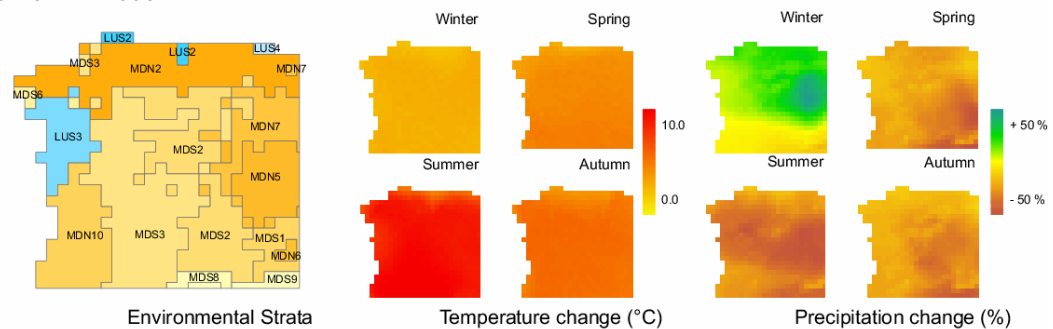 Winter
Spring
Winter
Spring
LUS2
LUS2
LUS4
MDS3
MDN2
MDN7
MDS6
LUS3
MDN7
MDS2
MDN5
MDN10
MDS3
MDS2
MDS1
MDN6
MDS8
MDS9
10.0
0.0
+ 50 %
- 50 %
Summer
Autumn
Summer
Autumn
Environmental Strata
Temperature change (°C)
Precipitation change (%)